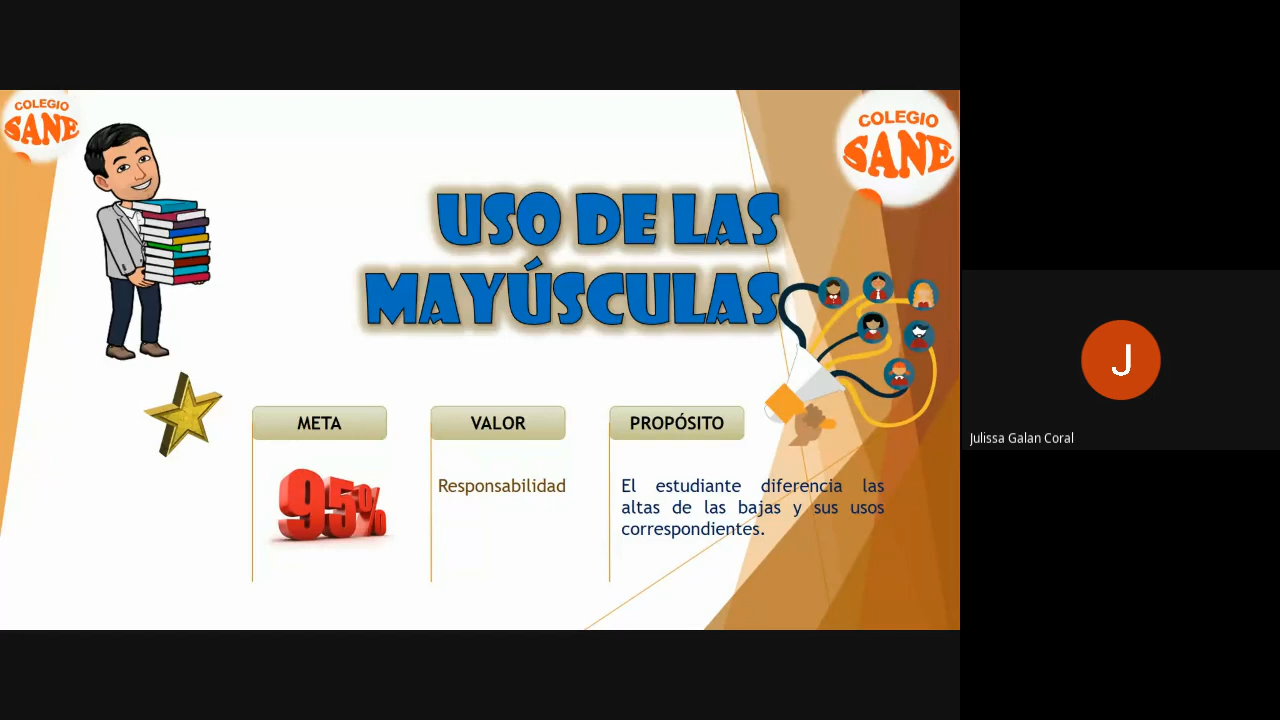 COLEGIO
SANE
COLEGIO
SANE
USO DE LAS
MAYÚSCULAS
META
VALOR
PROPÓSITO
95%
Responsabilidad
El estudiante diferencia las
altas de las bajas y sus usos
correspondientes.
J
Julissa Galan Coral